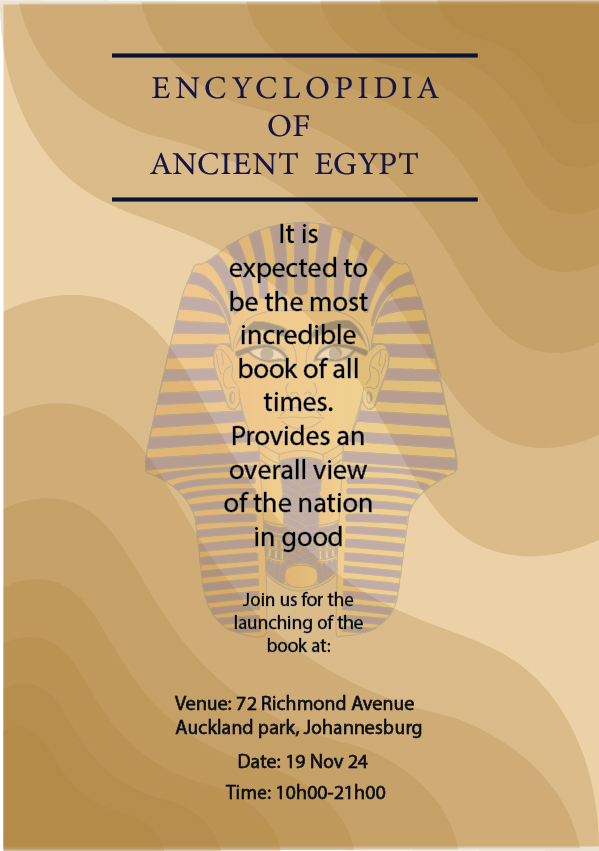 ENCYCLOPIDIA
OF
ANCIENT EGYPT
It is
expected to
be the most
incredible
book of all
times.
Provides an
overall view
of the nation
in good
Join us for the
launching of the
book at:
Venue: 72 Richmond Avenue
Auckland park, Johannesburg
Date: 19 Nov 24
Time: 10h00-21h00